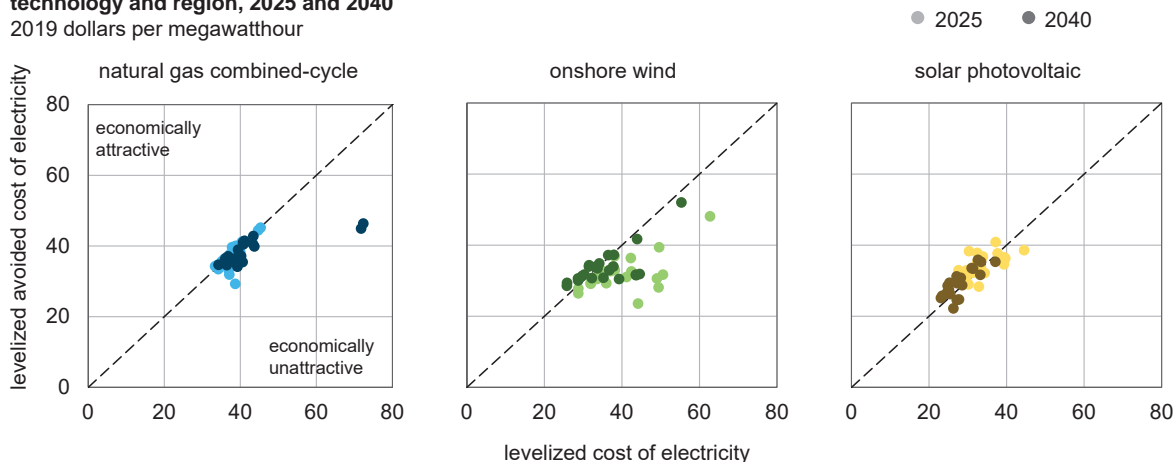 technology and region, 2025 and 2040
2019 dollars per megawatthour
2025 2040
natural gas combined-cycle
onshore wind
solar photovoltaic
levelized avoided cost of electricity
80
60
40
20
0
economically
attractive
economically
unattractive
0 20 40 60 80
0 20 40 60 80
0 20 40 60 80
levelized cost of electricity